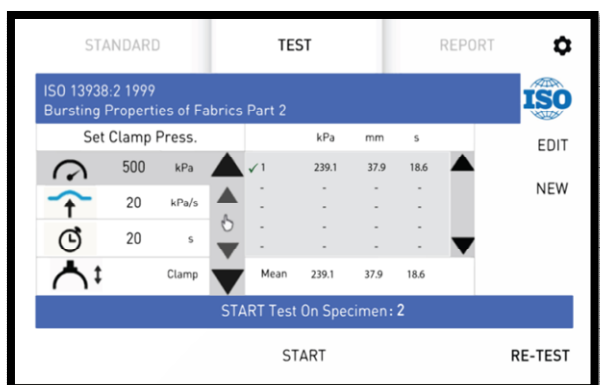 STANDARD TEST REPORT
ISO 13938:2 1999
Bursting Properties of Fabrics Part 2
ISO
EDIT
NEW
Set Clamp Press.
500 kPa
20 kPa/s
20 s
Clamp
kPa mm s
✓1 239.1 37.9 18.6
- - - -
- - - -
- - - -
- - - -
Mean 239.1 37.9 18.6
START Test On Specimen: 2
START RE-TEST